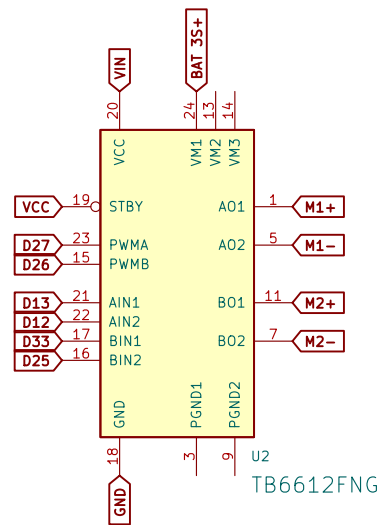 VIN
BAT 3S+
20
24
13
14
VCC
VM1
VM2
VM3
VCC 19 STBY AO1 1 M1+
D27 23 PWMA AO2 5 M1-
D26 15 PWMB
D13 21 AIN1 BO1 11 M2+
D12 22 AIN2
D33 17 BIN1 BO2 7 M2-
D25 16 BIN2
GND
PGND1
PGND2
18
3
9
U2
GND
TB6612FNG